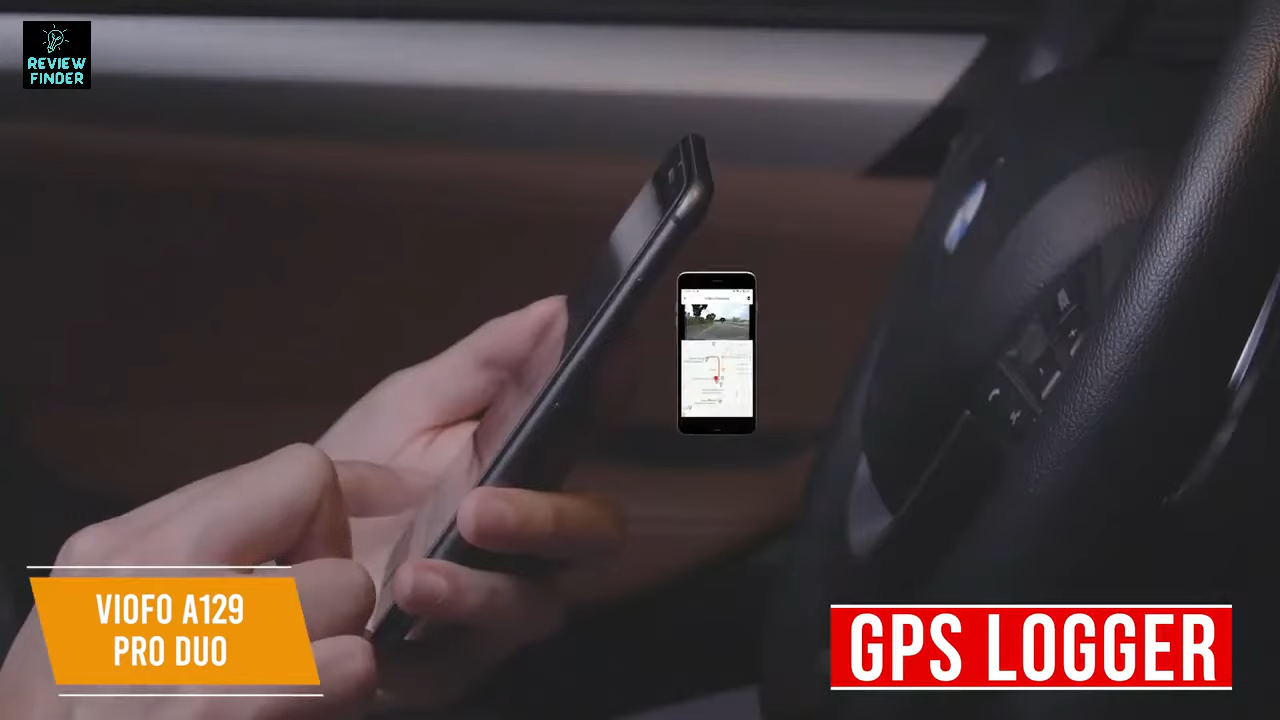 REVIEW
FINDER
VIOFO A129
PRO DUO
GPS LOGGER